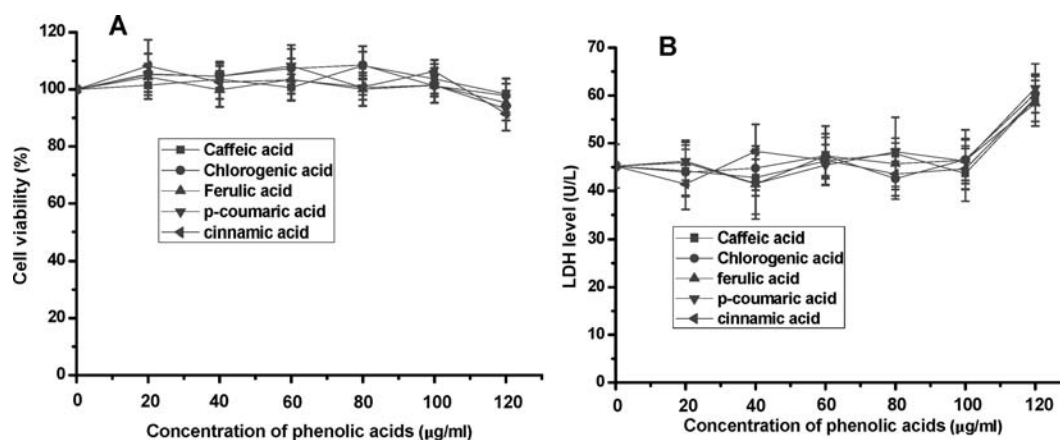 A
120
100
80
60
40
20
0
Cell viability (%)
Caffeic acid
Chlorogenic acid
Ferulic acid
p-coumaric acid
cinnamic acid
0 20 40 60 80 100 120
Concentration of phenolic acids (µg/ml)
B
70
60
50
40
30
20
10
0
LDH level (U/L)
Caffeic acid
Chlorogenic acid
ferulic acid
p-coumaric acid
cinnamic acid
0 20 40 60 80 100 120
Concentration of phenolic acids (µg/ml)